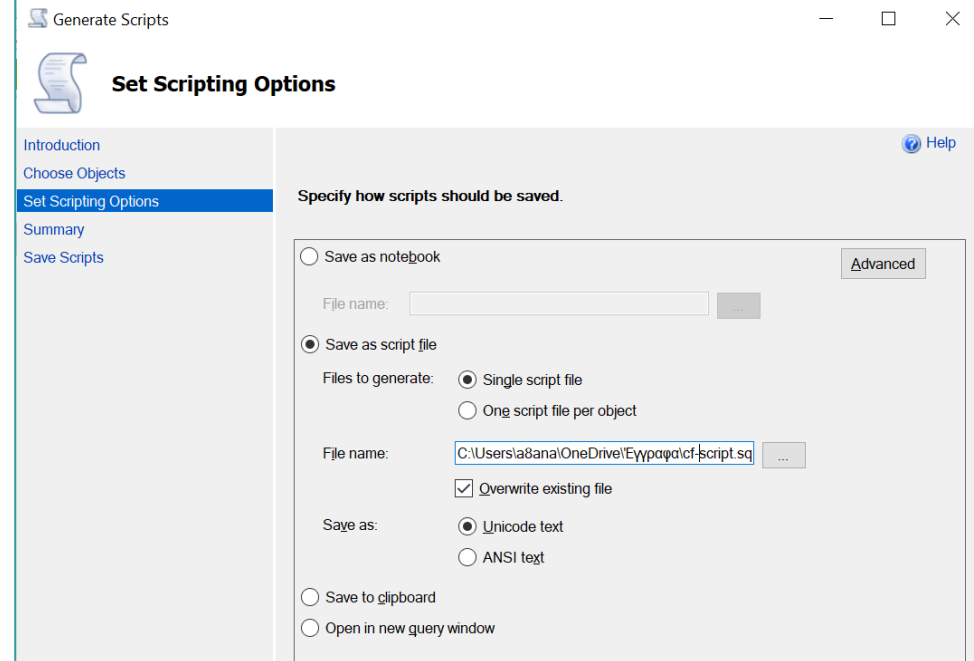 Generate Scripts
Set Scripting Options
Introduction
Choose Objects
Set Scripting Options
Summary
Save Scripts
Help
Specify how scripts should be saved.
Save as notebook
Advanced
File name:
...
Save as script file
Files to generate:
Single script file
One script file per object
File name:
C:\Users\a8ana\OneDrive\Έγγραφα\cf-script.sq
...
Overwrite existing file
Save as:
Unicode text
ANSI text
Save to clipboard
Open in new query window